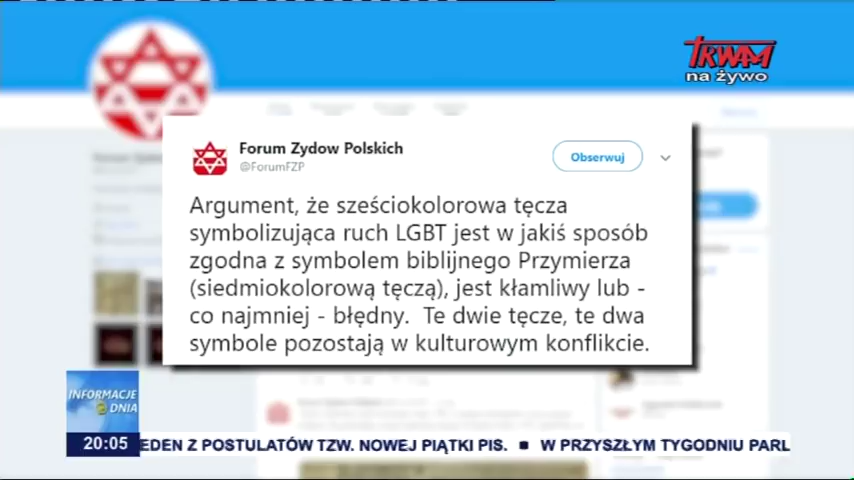 TRWAM
na żywo
Forum Zydow Polskich
@ForumFZP
Obserwuj
Argument, że sześciokolorowa tęcza
symbolizująca ruch LGBT jest w jakiś sposób
zgodna z symbolem biblijnego Przymierza
(siedmiokolorową tęczą), jest kłamliwy lub -
co najmniej - błędny. Te dwie tęcze, te dwa
symbole pozostają w kulturowym konflikcie.
INFORMACJE
DNIA
20:05 EDEN Z POSTULATÓW TZW. NOWEJ PIĄTKI PIS. ■ W PRZYSZŁYM TYGODNIU PARL